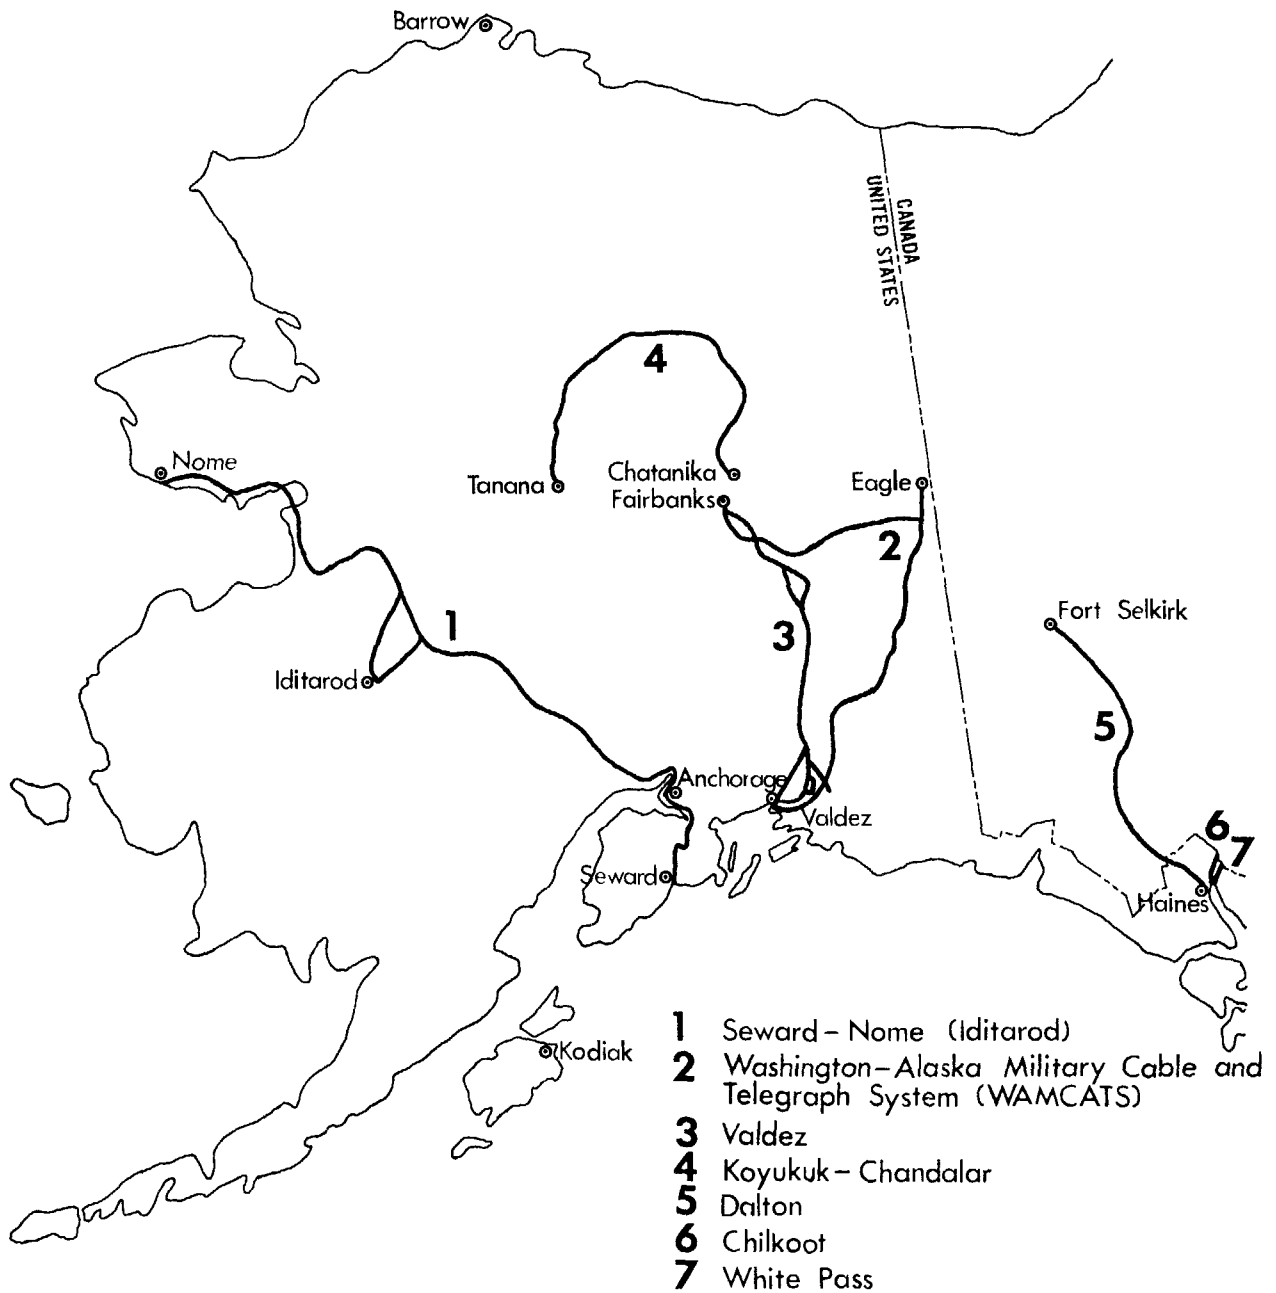 Barrow
CANADA
UNITED STATES
4
Nome
Tanana
Chatanika
Fairbanks
Eagle
2
1
3
Fort Selkirk
Iditarod
5
Anchorage
Valdez
6
7
Seward
Haines
Kodiak
1 Seward – Nome (Iditarod)
2 Washington – Alaska Military Cable and
Telegraph System (WAMCATS)
3 Valdez
4 Koyukuk – Chandalar
5 Dalton
6 Chilkoot
7 White Pass